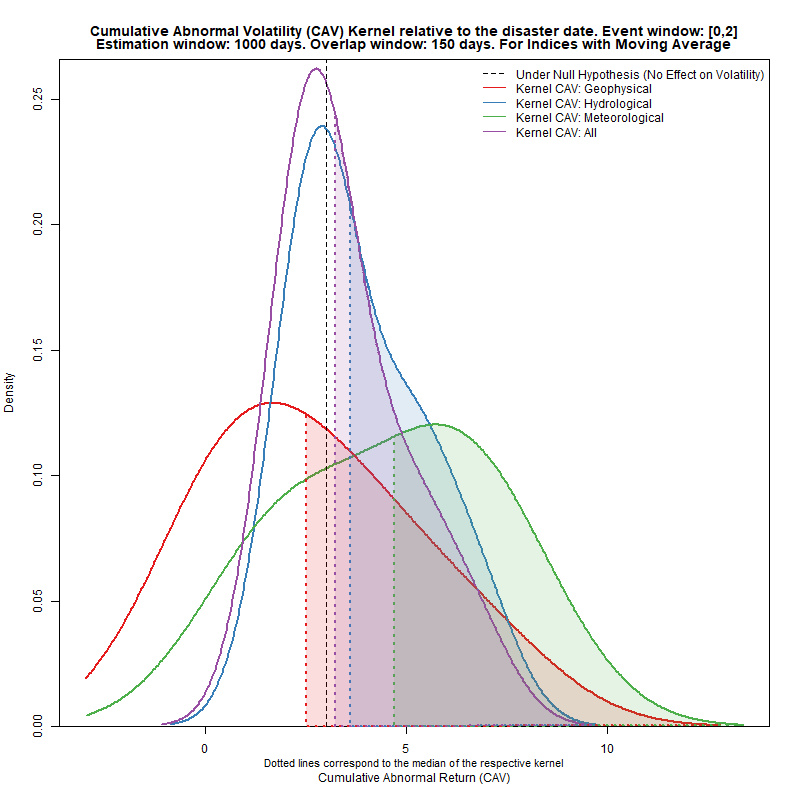 Cumulative Abnormal Volatility (CAV) Kernel relative to the disaster date. Event window: [0,2]
Estimation window: 1000 days. Overlap window: 150 days. For Indices with Moving Average
Under Null Hypothesis (No Effect on Volatility)
Kernel CAV: Geophysical
Kernel CAV: Hydrological
Kernel CAV: Meteorological
Kernel CAV: All
Density
0.25
0.20
0.15
0.10
0.05
0.00
0 5 10
Dotted lines correspond to the median of the respective kernel
Cumulative Abnormal Return (CAV)